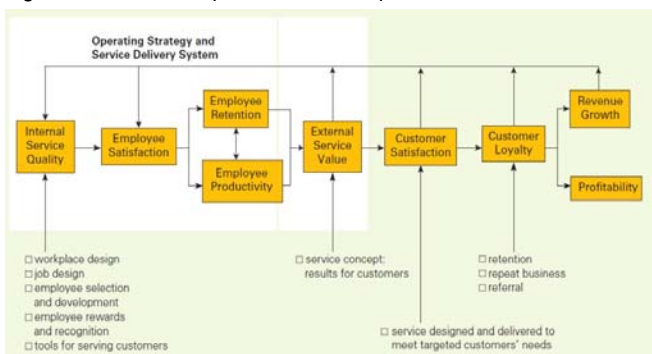 Operating Strategy and
Service Delivery System
Internal
Service
Quality
Employee
Satisfaction
Employee
Retention
Employee
Productivity
External
Service
Value
Customer
Satisfaction
Customer
Loyalty
Revenue
Growth
Profitability
□ workplace design
□ job design
□ employee selection
and development
□ employee rewards
and recognition
□ tools for serving customers
□ service concept:
results for customers
□ service designed and delivered to
meet targeted customers' needs
□ retention
□ repeat business
□ referral